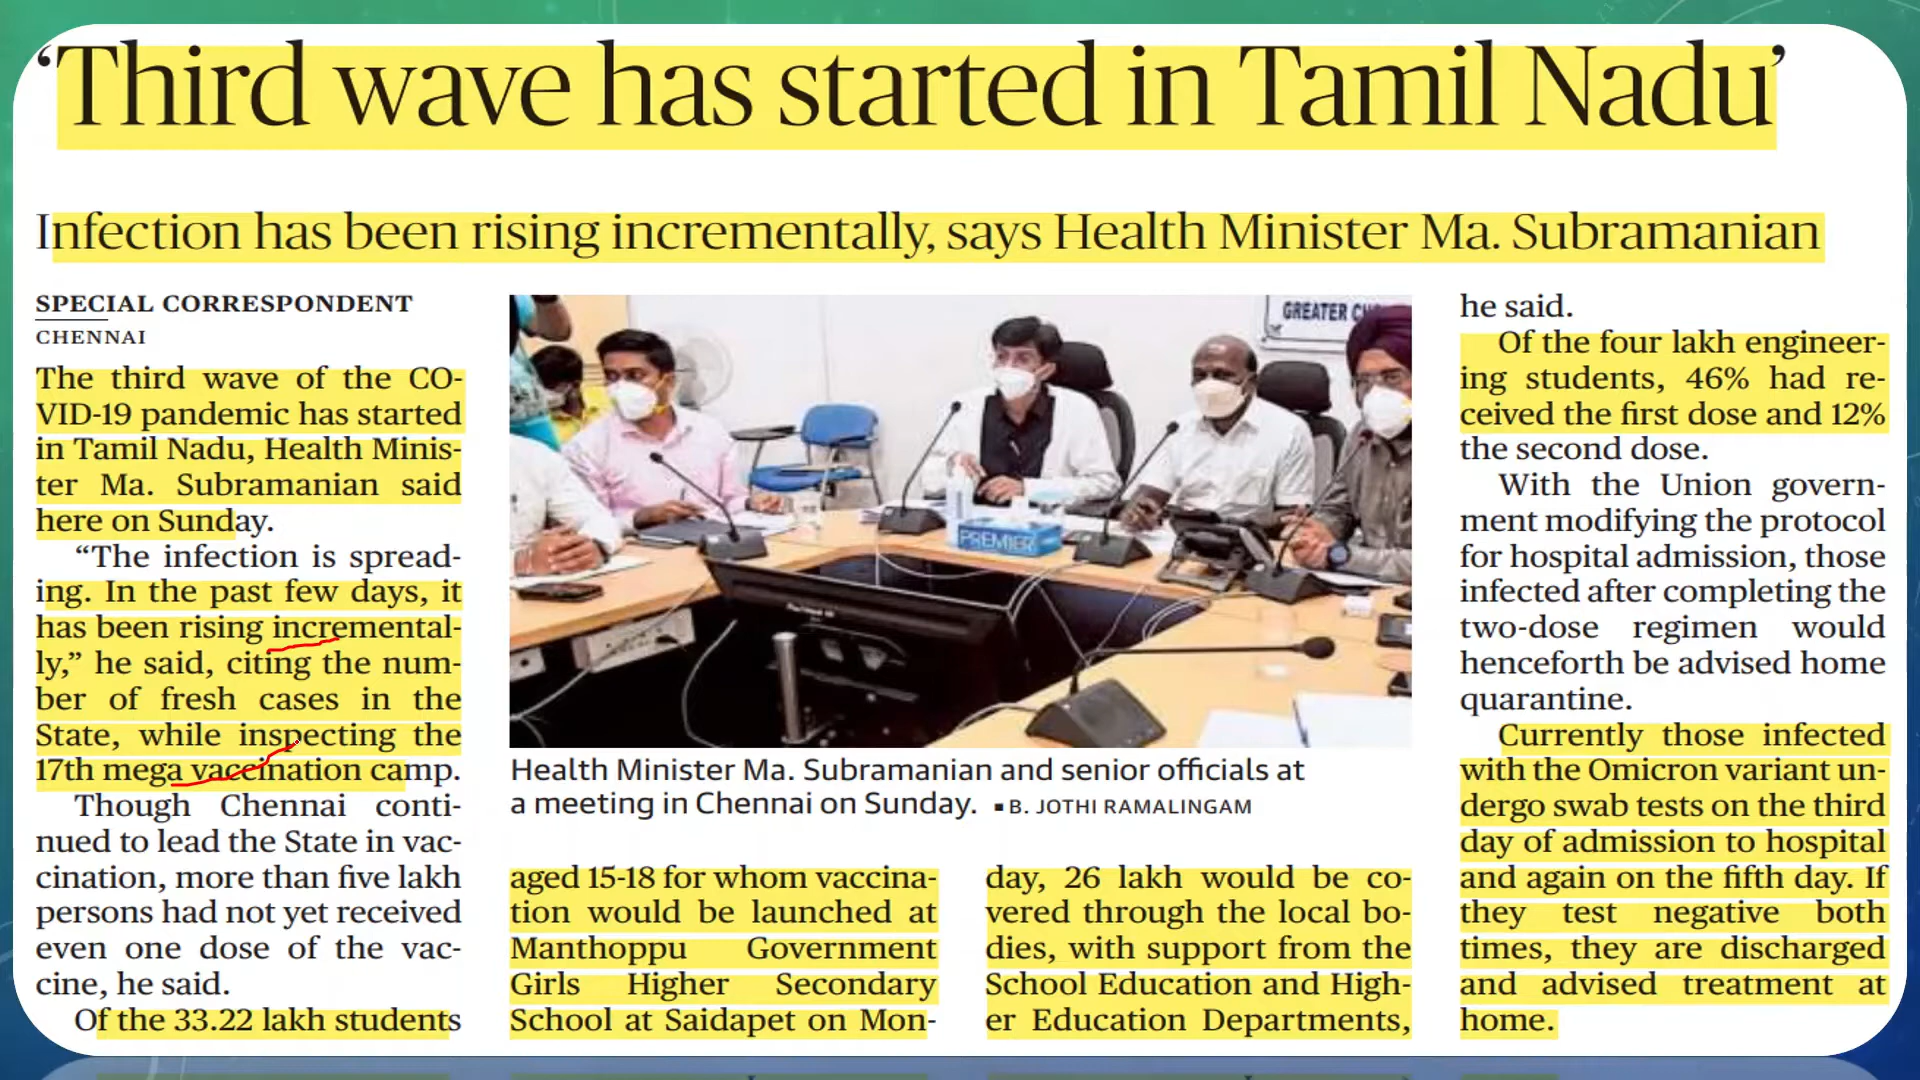 ‘Third wave has started in Tamil Nadu’
Infection has been rising incrementally, says Health Minister Ma. Subramanian
SPECIAL CORRESPONDENT
CHENNAI
The third wave of the CO-
VID-19 pandemic has started
in Tamil Nadu, Health Minis-
ter Ma. Subramanian said
here on Sunday.
“The infection is spread-
ing. In the past few days, it
has been rising incremental-
ly,” he said, citing the num-
ber of fresh cases in the
State, while inspecting the
17th mega vaccination camp.
Though Chennai conti-
nued to lead the State in vac-
cination, more than five lakh
persons had not yet received
even one dose of the vac-
cine, he said.
Of the 33.22 lakh students
GREATER
PREMIER
Health Minister Ma. Subramanian and senior officials at
a meeting in Chennai on Sunday. ▪ B. JOTHI RAMALINGAM
aged 15-18 for whom vaccina-
tion would be launched at
Manthoppu Government
Girls Higher Secondary
School at Saidapet on Mon-
day, 26 lakh would be co-
vered through the local bo-
dies, with support from the
School Education and High-
er Education Departments,
he said.
Of the four lakh engineer-
ing students, 46% had re-
ceived the first dose and 12%
the second dose.
With the Union govern-
ment modifying the protocol
for hospital admission, those
infected after completing the
two-dose regimen would
henceforth be advised home
quarantine.
Currently those infected
with the Omicron variant un-
dergo swab tests on the third
day of admission to hospital
and again on the fifth day. If
they test negative both
times, they are discharged
and advised treatment at
home.